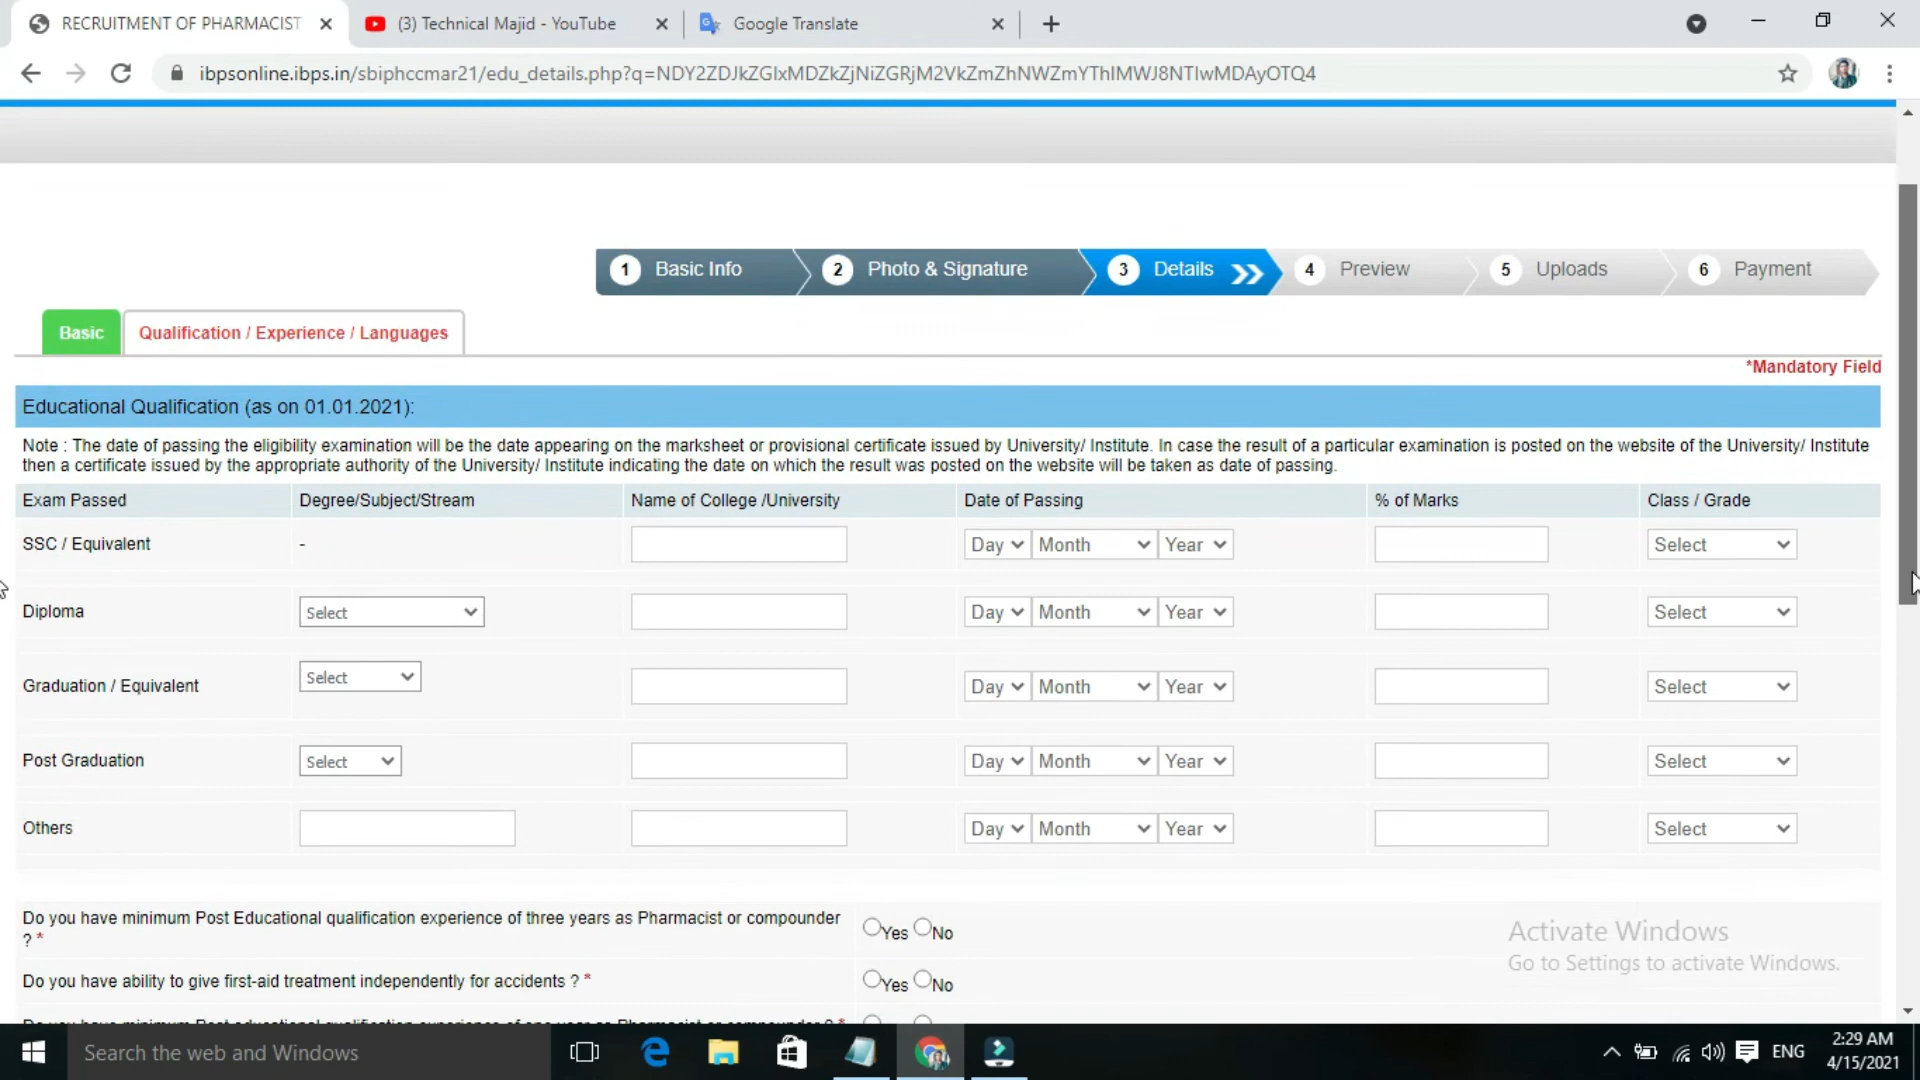 RECRUITMENT OF PHARMACIST
(3) Technical Majid - YouTube
Google Translate
ibpsonline.ibps.in/sbiphccmar21/edu_details.php?q=NDY2ZDJkZGIxMDZkZjNiZGRjM2VkZmZhNWZmYThlMWJ8NTIwMDAyOTQ4
1 Basic Info
2 Photo & Signature
3 Details
4 Preview
5 Uploads
6 Payment
Basic
Qualification / Experience / Languages
*Mandatory Field
Educational Qualification (as on 01.01.2021):
Note : The date of passing the eligibility examination will be the date appearing on the marksheet or provisional certificate issued by University/ Institute. In case the result of a particular examination is posted on the website of the University/ Institute
then a certificate issued by the appropriate authority of the University/ Institute indicating the date on which the result was posted on the website will be taken as date of passing.
Exam Passed Degree/Subject/Stream Name of College /University Date of Passing % of Marks Class / Grade
SSC / Equivalent - Day Month Year Select
Diploma Select Day Month Year Select
Graduation / Equivalent Select Day Month Year Select
Post Graduation Select Day Month Year Select
Others Day Month Year Select
Do you have minimum Post Educational qualification experience of three years as Pharmacist or compounder
? * Yes No
Do you have ability to give first-aid treatment independently for accidents ? * Yes No
Activate Windows
Go to Settings to activate Windows.
Search the web and Windows
ENG
2:29 AM
4/15/2021